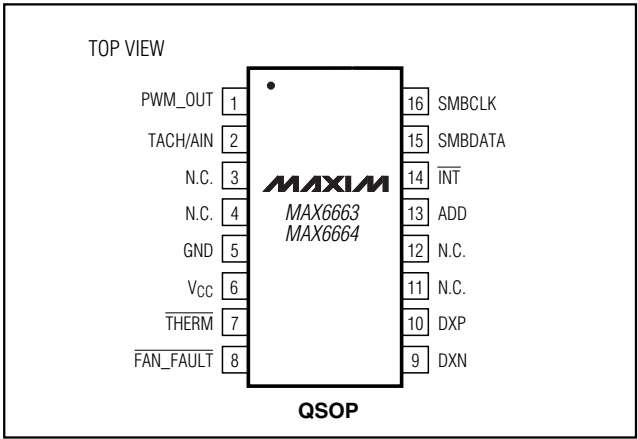 TOP VIEW
PWM_OUT 1
TACH/AIN 2
N.C. 3
N.C. 4
GND 5
VCC 6
THERM 7
FAN_FAULT 8
MAXIM
MAX6663
MAX6664
16 SMBCLK
15 SMBDATA
14 INT
13 ADD
12 N.C.
11 N.C.
10 DXP
9 DXN
QSOP